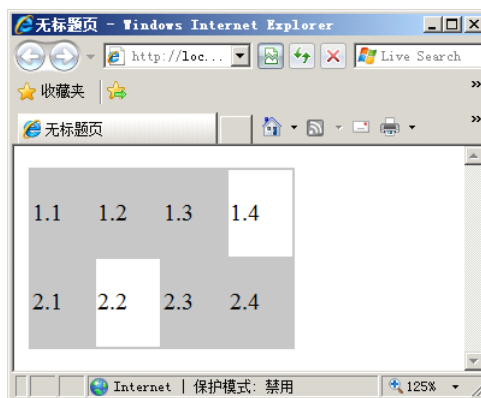 无标题页 - Windows Internet Explorer
http://loc... Live Search
收藏夹 »
无标题页 »
1.1 1.2 1.3 1.4
2.1 2.2 2.3 2.4
Internet | 保护模式: 禁用 125%